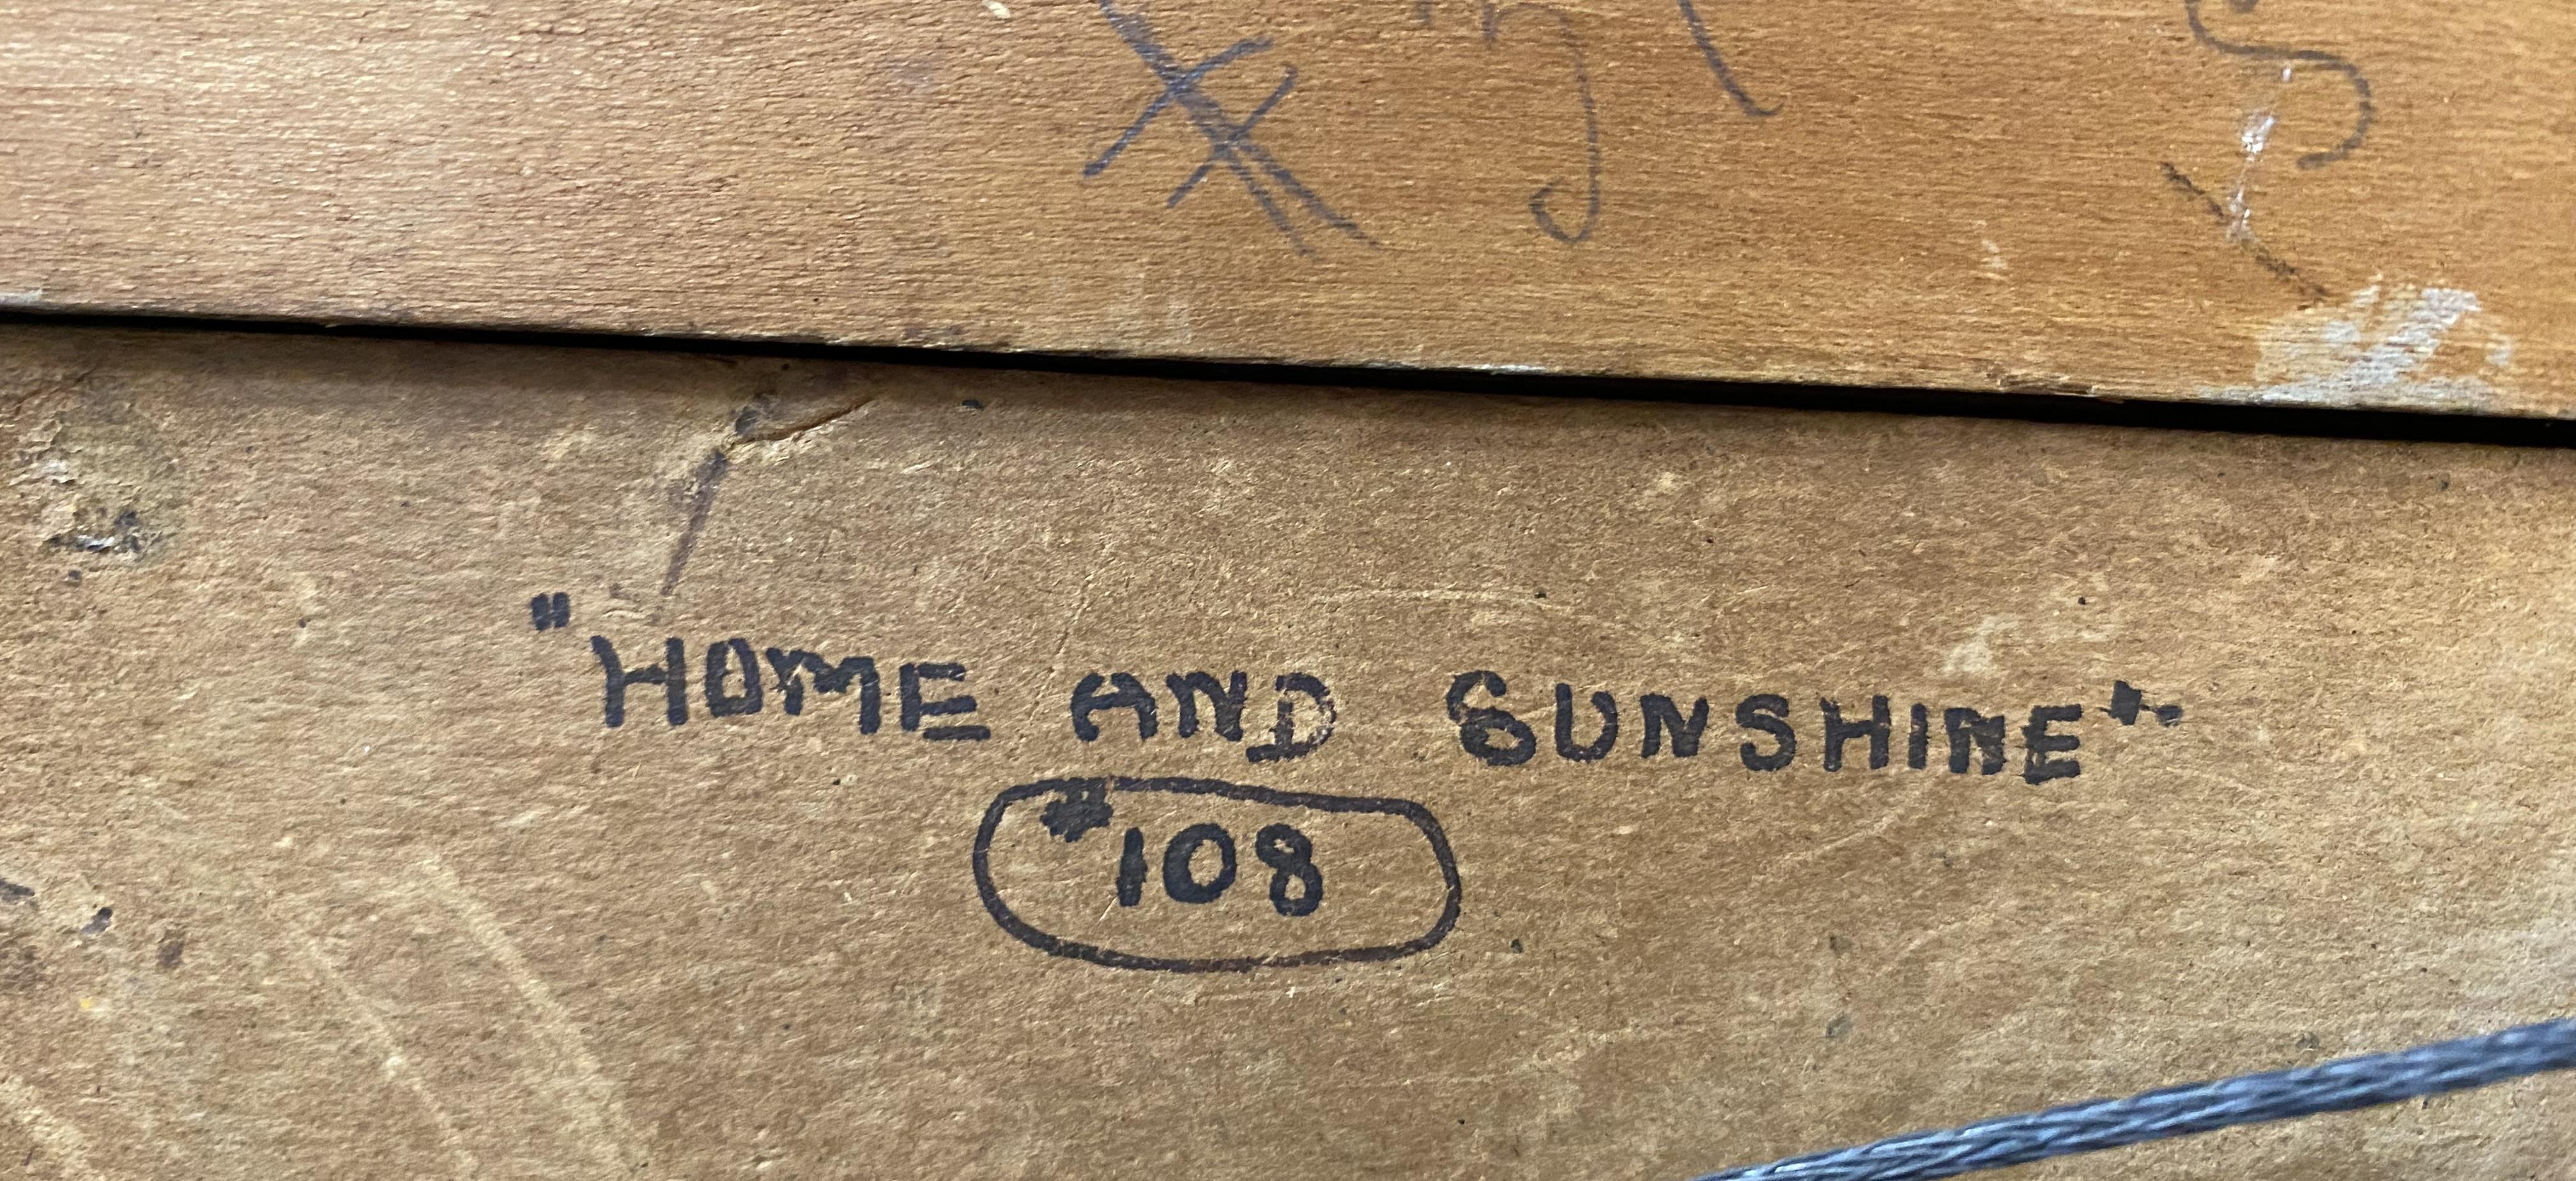 "HOME AND SUNSHINE".
#108